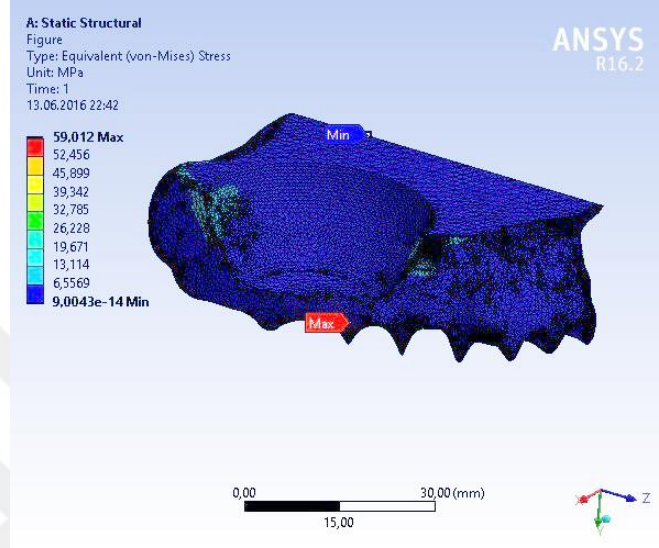 A: Static Structural
Figure
Type: Equivalent (von-Mises) Stress
Unit: MPa
Time: 1
13.06.2016 22:42
ANSYS
R16.2
59,012 Max
52,456
45,899
39,342
32,785
26,228
19,671
13,114
6,5569
9,0043e-14 Min
Min
Max
0,00
30,00 (mm)
15,00
X
Z
Y